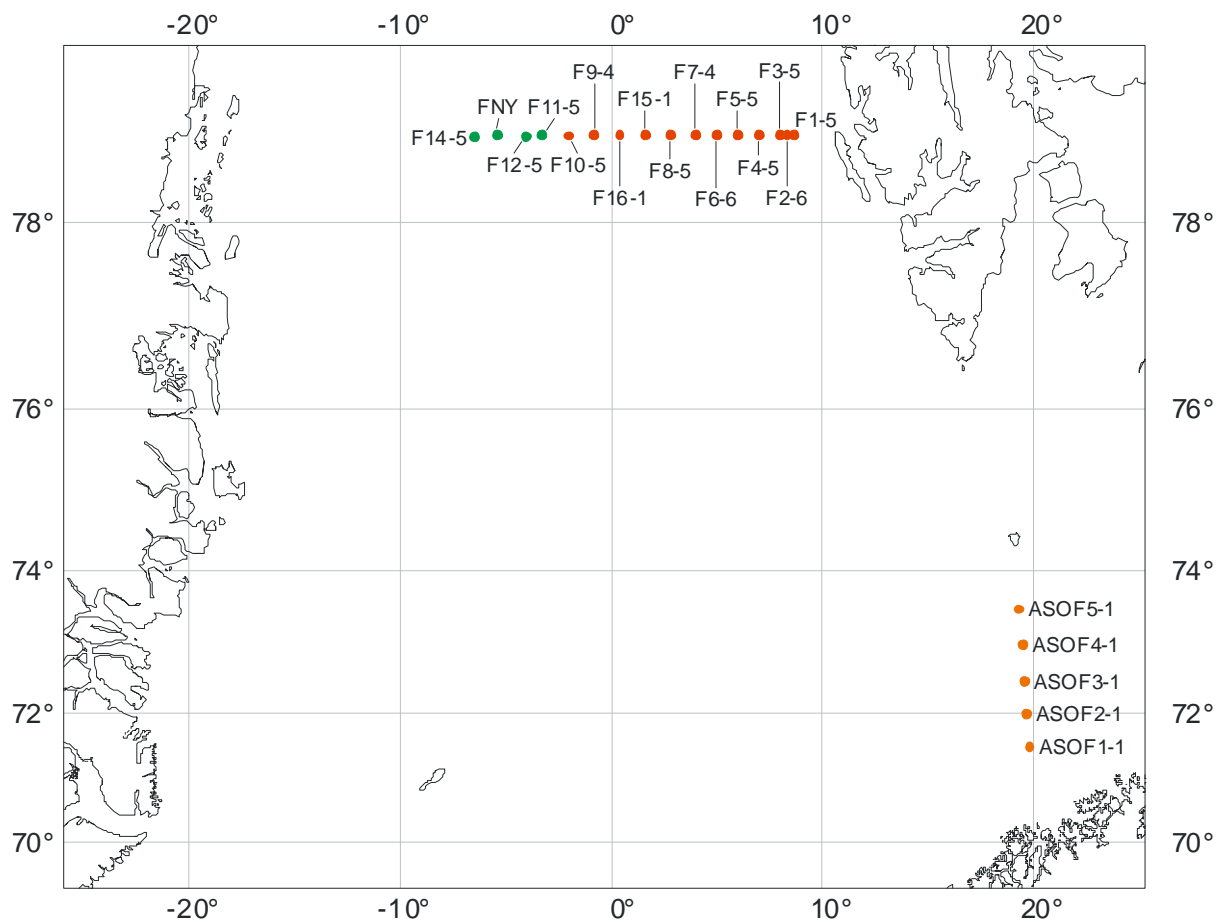 -20°
-10°
0°
10°
20°
F9-4
F7-4
F3-5
FNY
F11-5
F15-1
F5-5
F1-5
F14-5
F12-5
F10-5
F8-5
F4-5
F16-1
F6-6
F2-6
78°
78°
76°
76°
74°
74°
ASOF5-1
ASOF4-1
ASOF3-1
72°
ASOF2-1
72°
ASOF1-1
70°
70°
-20°
-10°
0°
10°
20°